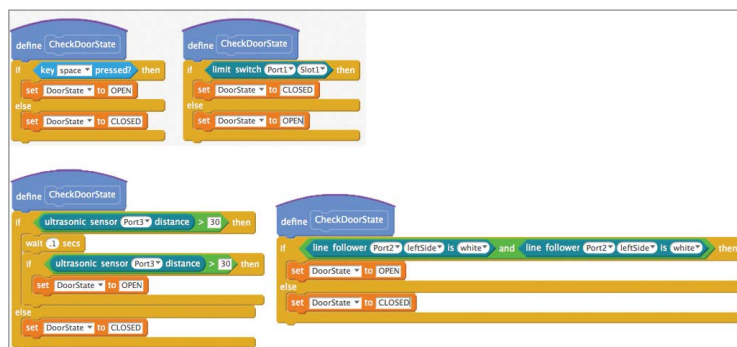 define CheckDoorState
if key space pressed? then
set DoorState to OPEN
else
set DoorState to CLOSED
define CheckDoorState
if limit switch Port1 Slot1 then
set DoorState to CLOSED
else
set DoorState to OPEN
define CheckDoorState
if ultrasonic sensor Port3 distance > 30 then
wait .1 secs
if ultrasonic sensor Port3 distance > 30 then
set DoorState to OPEN
else
set DoorState to CLOSED
define CheckDoorState
if line follower Port2 leftSide is white and line follower Port2 leftSide is white then
set DoorState to OPEN
else
set DoorState to CLOSED